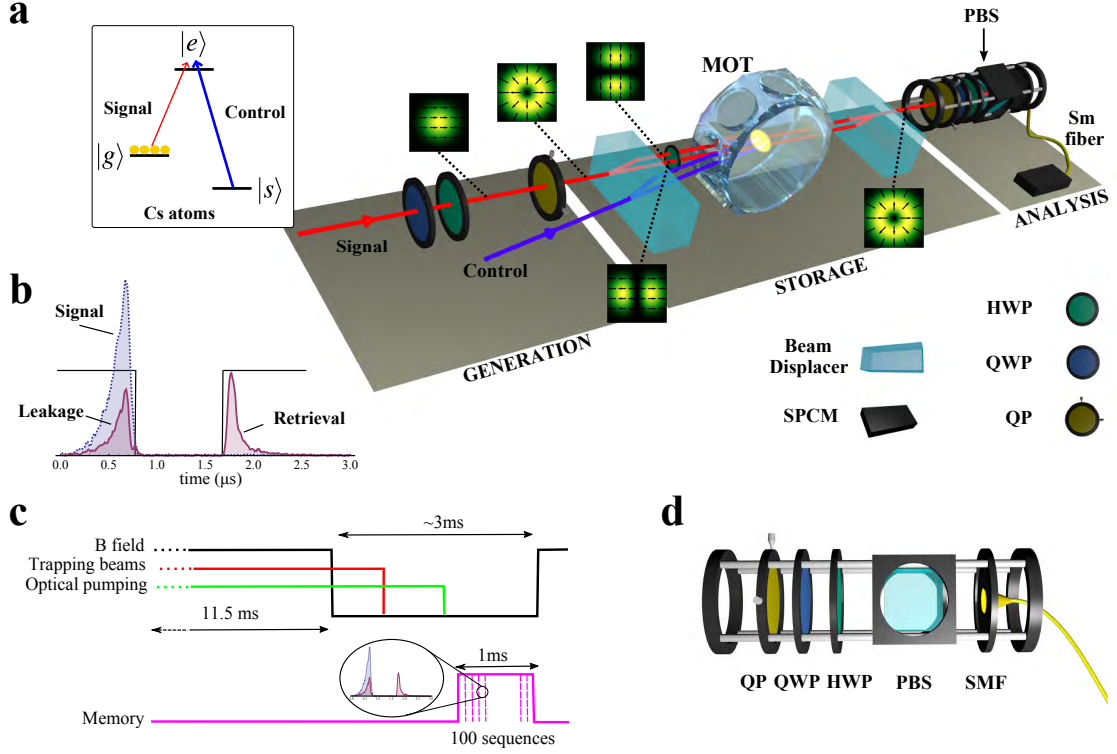 a
|e⟩
Signal
Control
|g⟩
|s⟩
Cs atoms
MOT
PBS
Sm
fiber
Signal
Control
GENERATION
STORAGE
ANALYSIS
b
Signal
Leakage
Retrieval
0.0 0.5 1.0 1.5 2.0 2.5 3.0
time (μs)
HWP
Beam
Displacer
QWP
SPCM
QP
c
~3ms
B field
Trapping beams
Optical pumping
11.5 ms
1ms
Memory
100 sequences
d
QP QWP HWP PBS SMF